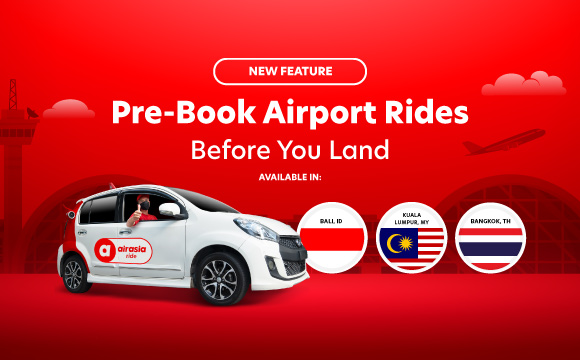 NEW FEATURE
Pre-Book Airport Rides
Before You Land
AVAILABLE IN:
BALI, ID
KUALA
LUMPUR, MY
BANGKOK, TH
a
airasia
ride